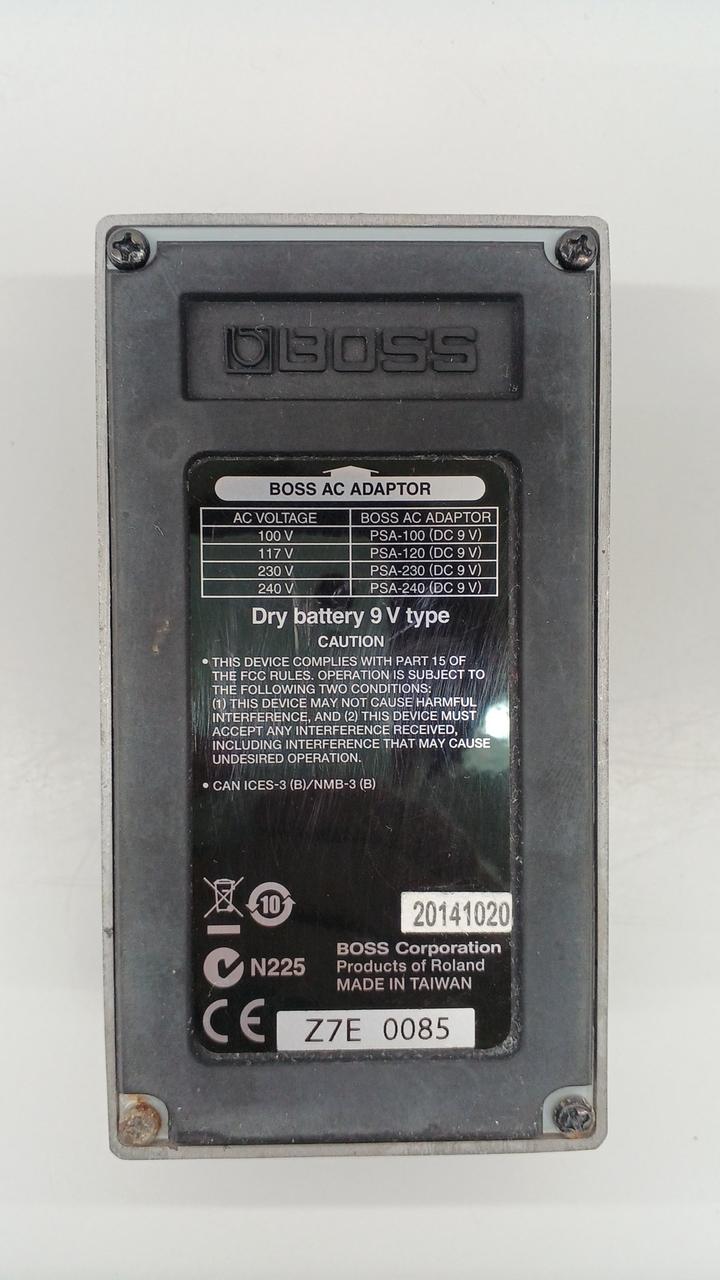 BOSS
BOSS AC ADAPTOR
AC VOLTAGE BOSS AC ADAPTOR
100 V PSA-100 (DC 9 V)
117 V PSA-120 (DC 9 V)
230 V PSA-230 (DC 9 V)
240 V PSA-240 (DC 9 V)
Dry battery 9 V type
CAUTION
• THIS DEVICE COMPLIES WITH PART 15 OF
THE FCC RULES. OPERATION IS SUBJECT TO
THE FOLLOWING TWO CONDITIONS:
(1) THIS DEVICE MAY NOT CAUSE HARMFUL
INTERFERENCE, AND (2) THIS DEVICE MUST
ACCEPT ANY INTERFERENCE RECEIVED,
INCLUDING INTERFERENCE THAT MAY CAUSE
UNDESIRED OPERATION.
• CAN ICES-3 (B)/NMB-3 (B)
10
20141020
N225
BOSS Corporation
Products of Roland
MADE IN TAIWAN
CE
Z7E 0085